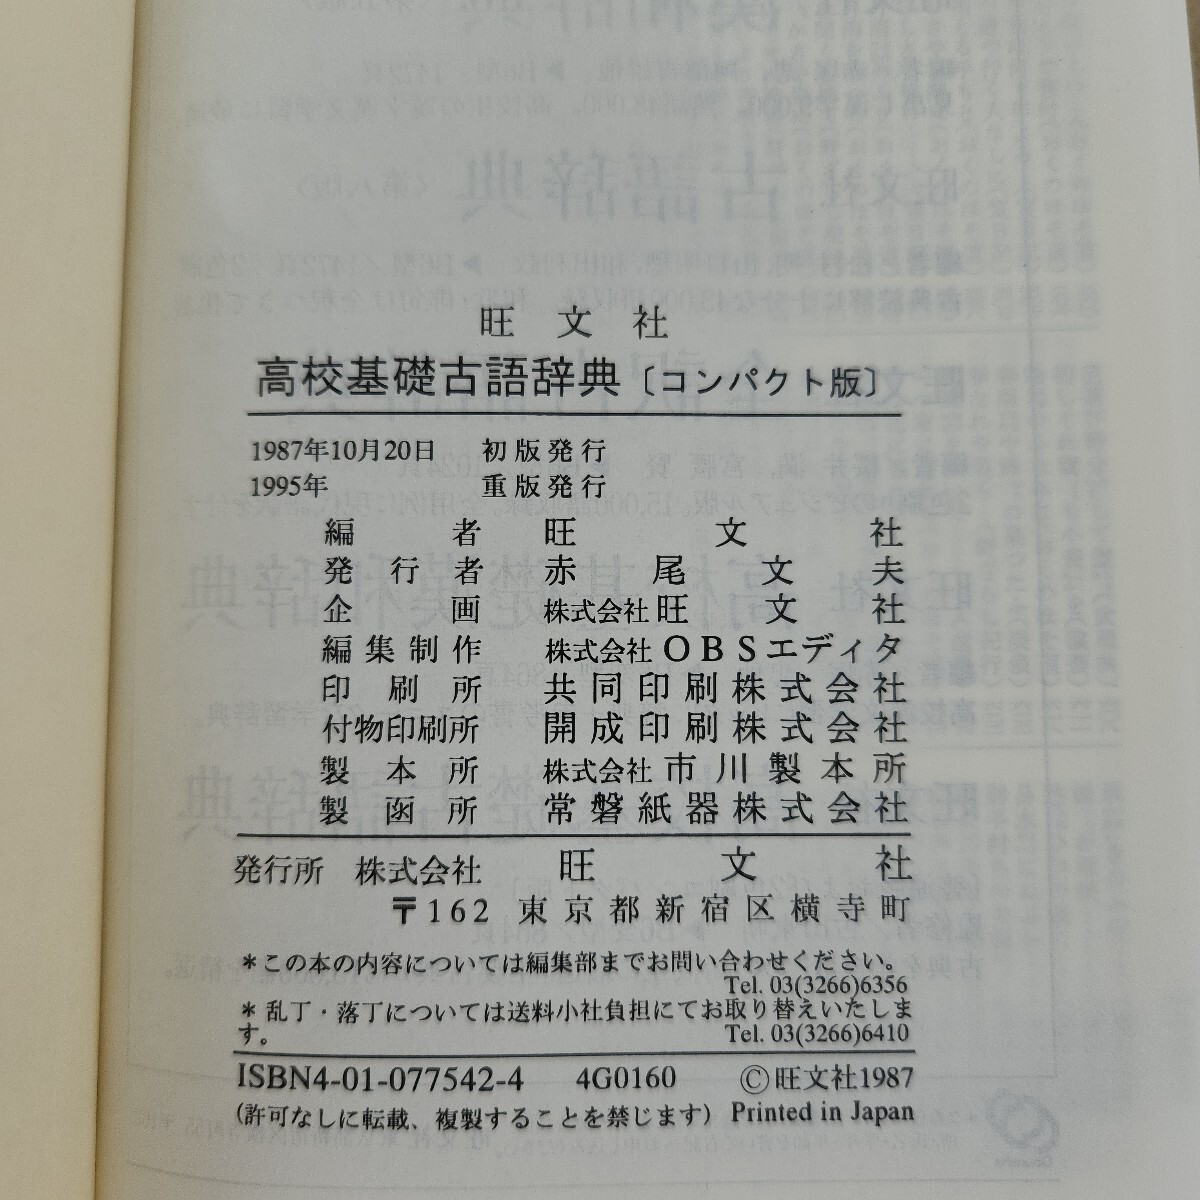 旺文社
高校基礎古語辞典〔コンパクト版〕
1987年10月20日 初版発行
1995年 重版発行
編者 旺文社
発行者 赤尾文夫
企画 株式会社旺文社
編集制作 株式会社OBSエディタ
印刷所 共同印刷株式会社
付物印刷所 開成印刷株式会社
製本所 株式会社市川製本所
製函所 常磐紙器株式会社
発行所 株式会社 旺文社
〒162 東京都新宿区横寺町
＊この本の内容については編集部までお問い合わせください。
Tel. 03(3266)6356
＊乱丁・落丁については送料小社負担にてお取り替えいたしま
す。 Tel. 03(3266)6410
ISBN4-01-077542-4 4G0160 ©旺文社1987
（許可なしに転載、複製することを禁じます） Printed in Japan